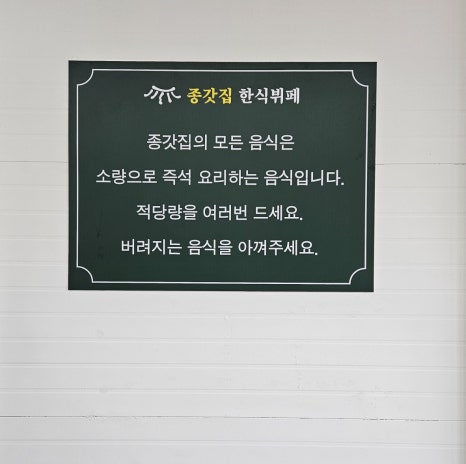 종갓집 한식뷔페
종갓집의 모든 음식은
소량으로 즉석 요리하는 음식입니다.
적당량을 여러번 드세요.
버려지는 음식을 아껴주세요.